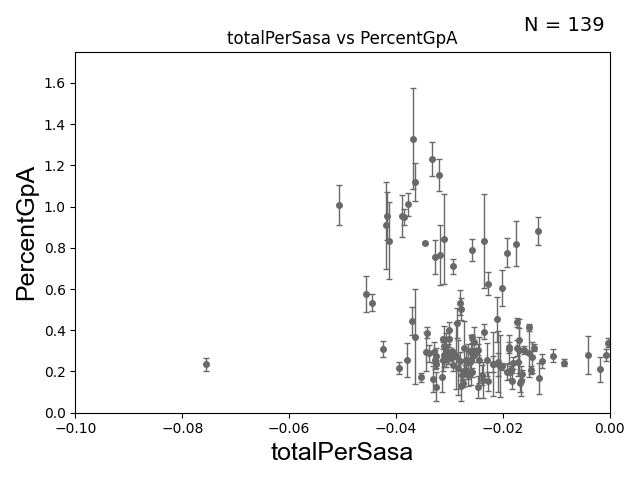 N = 139
totalPerSasa vs PercentGpA
PercentGpA
1.6
1.4
1.2
1.0
0.8
0.6
0.4
0.2
0.0
−0.10 −0.08 −0.06 −0.04 −0.02 0.00
totalPerSasa